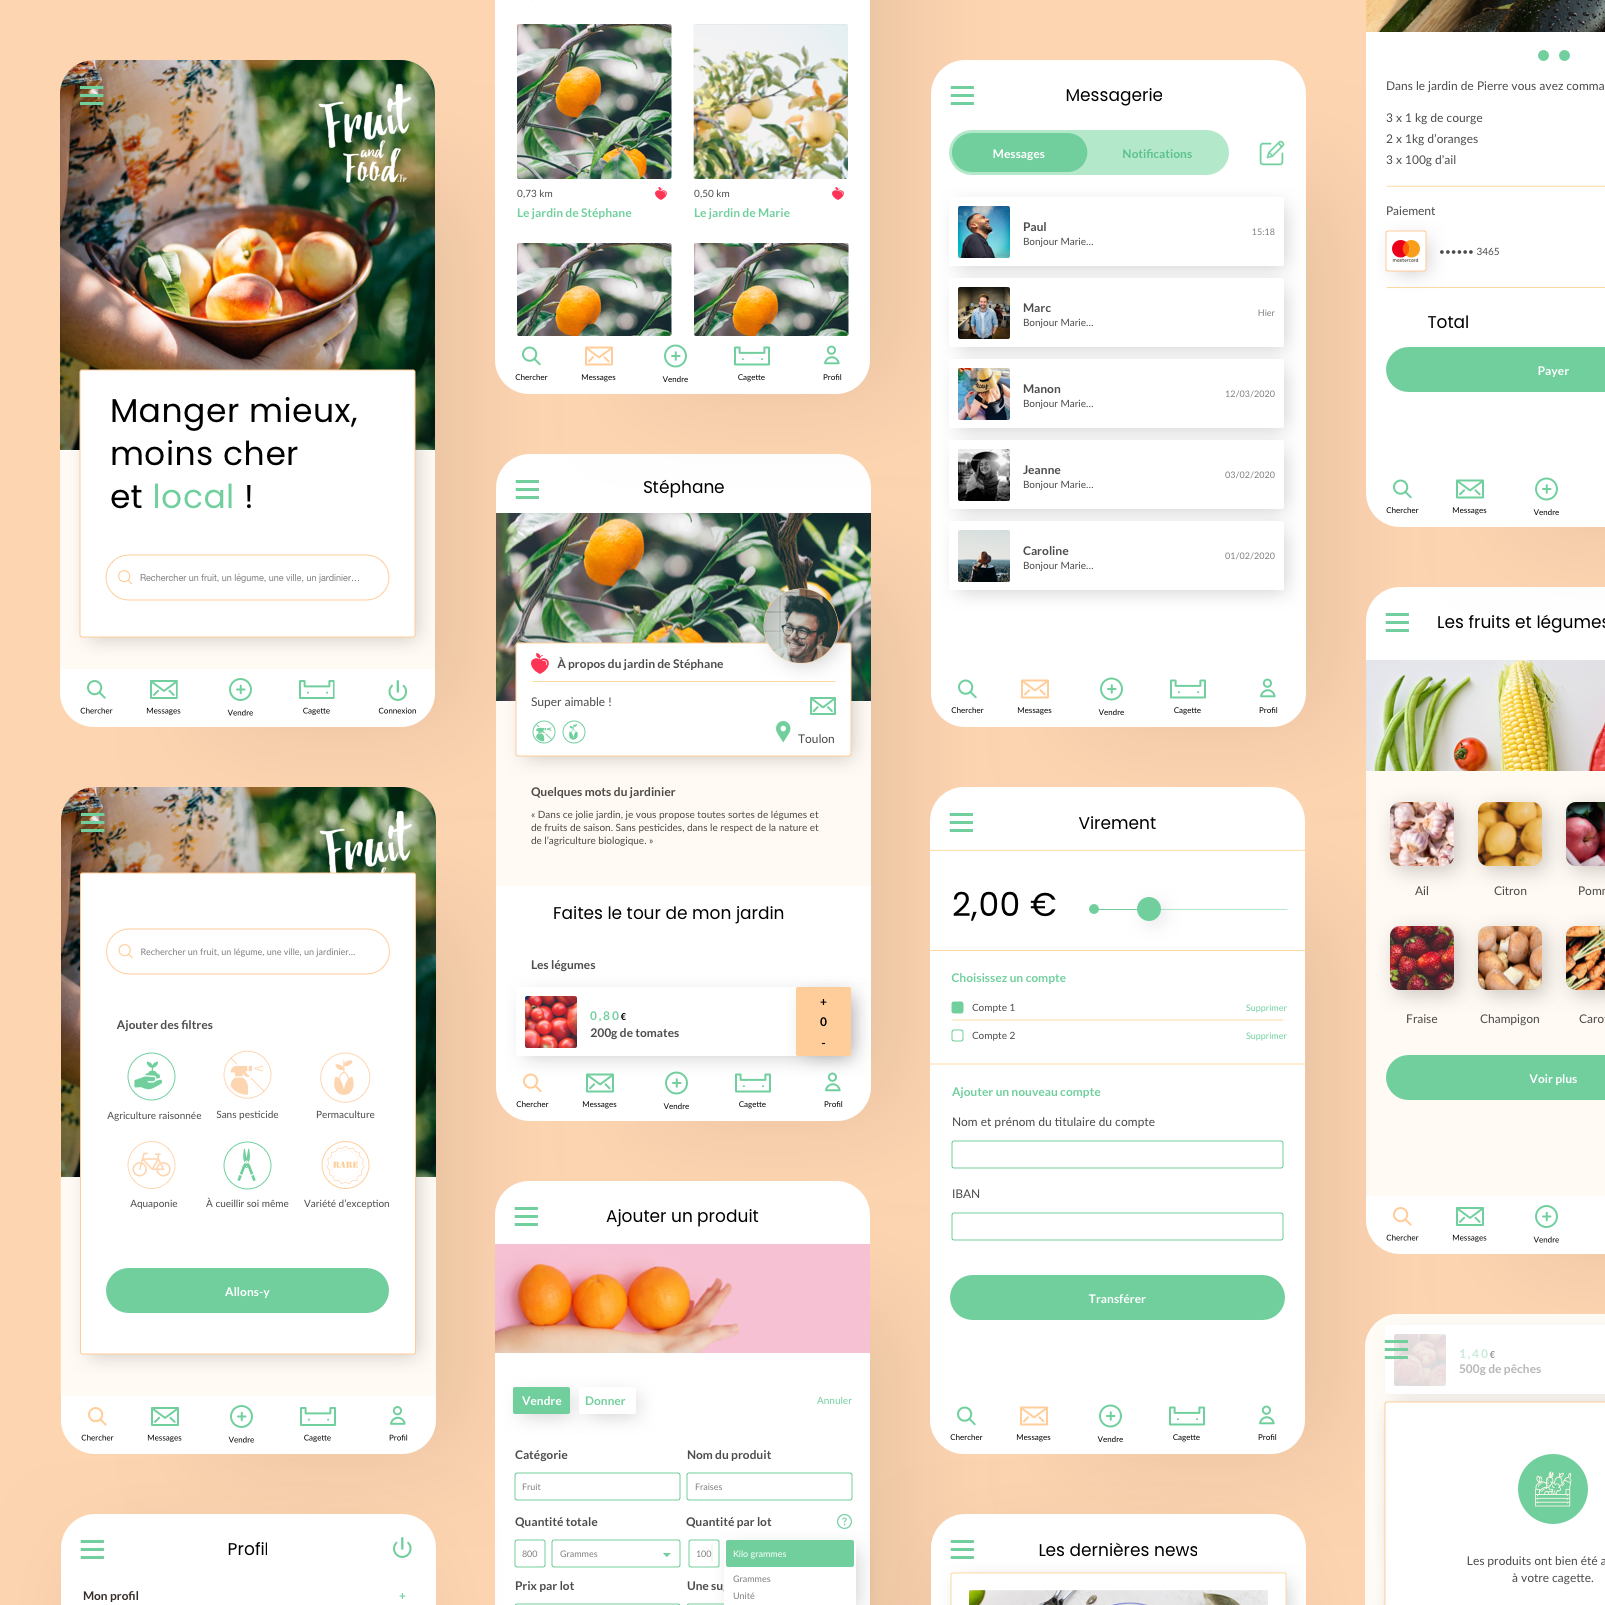 Fruit
and
Food.fr
Manger mieux,
moins cher
et local !
Rechercher un fruit, un légume, une ville, un jardinier...
Chercher
Messages
Vendre
Cagette
Connexion
Fruit
Rechercher un fruit, un légume, une ville, un jardinier...
Ajouter des filtres
Agriculture raisonnée
Sans pesticide
Permaculture
RARE
Aquaponie
À cueillir soi même
Variété d'exception
Allons-y
Chercher
Messages
Vendre
Cagette
Profil
Profil
Mon profil
+
0,73 km
0,50 km
Le jardin de Stéphane
Le jardin de Marie
Chercher
Messages
Vendre
Cagette
Profil
Stéphane
À propos du jardin de Stéphane
Super aimable !
Toulon
Quelques mots du jardinier
« Dans ce jolie jardin, je vous propose toutes sortes de légumes et
de fruits de saison. Sans pesticides, dans le respect de la nature et
de l'agriculture biologique. »
Faites le tour de mon jardin
Les légumes
+
0,80€
0
200g de tomates
-
Chercher
Messages
Vendre
Cagette
Profil
Ajouter un produit
Vendre
Donner
Annuler
Catégorie
Nom du produit
Fruit
Fraises
Quantité totale
Quantité par lot
?
800
Grammes
100
Kilo grammes
Grammes
Unité
Prix par lot
Messagerie
Messages
Notifications
Paul
Bonjour Marie...
15:18
Marc
Bonjour Marie...
Hier
Manon
Bonjour Marie...
12/03/2020
Jeanne
Bonjour Marie...
03/02/2020
Caroline
Bonjour Marie...
01/02/2020
Chercher
Messages
Vendre
Cagette
Profil
Virement
2,00 €
Choisissez un compte
Compte 1
Supprimer
Compte 2
Supprimer
Ajouter un nouveau compte
Nom et prénom du titulaire du compte
IBAN
Transférer
Chercher
Messages
Vendre
Cagette
Profil
Les dernières news
Dans le jardin de Pierre vous avez comma
3 x 1 kg de courge
2 x 1kg d'oranges
3 x 100g d'ail
Paiement
mastercard
•••••• 3465
Total
Payer
Chercher
Messages
Vendre
Les fruits et légumes
Ail
Citron
Pomm
Fraise
Champigon
Caro
Voir plus
Chercher
Messages
Vendre
1,40€
500g de pêches
Les produits ont bien été a
à votre cagette.